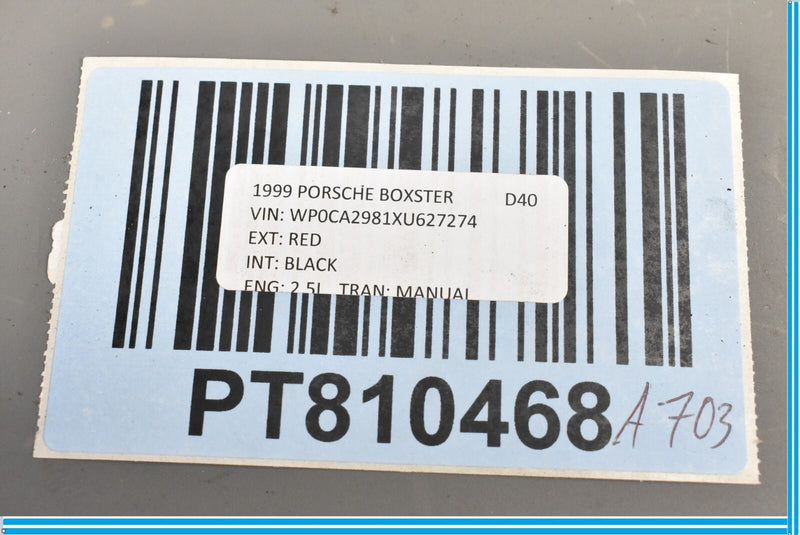 1999 PORSCHE BOXSTER D40
VIN: WP0CA2981XU627274
EXT: RED
INT: BLACK
ENG: 2.5L TRAN: MANUAL
PT810468 A-703